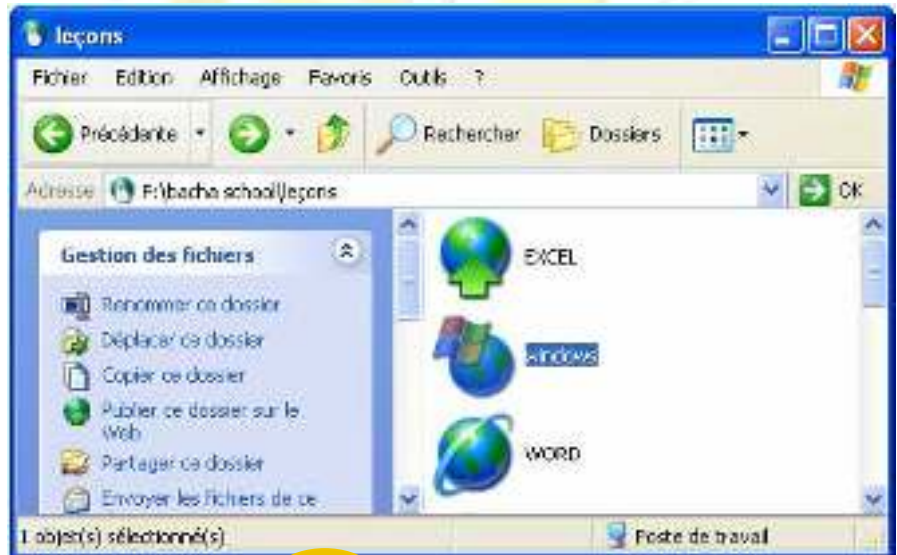 leçons
Fichier Edition Affichage Favoris Outils ?
Précédente Rechercher Dossiers
Adresse F:\bacha school\leçons OK
Gestion des fichiers
Renommer ce dossier
Déplacer ce dossier
Copier ce dossier
Publier ce dossier sur le
Web
Partager ce dossier
Envoyer les fichiers de ce
EXCEL
windows
WORD
1 objet(s) sélectionné(s)
Poste de travail